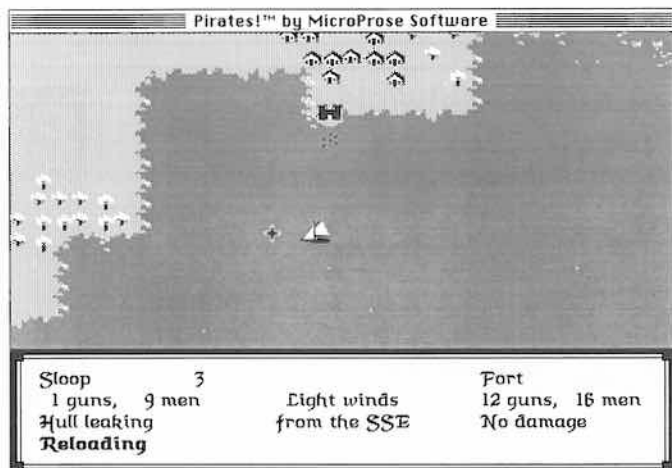 Pirates!™ by MicroProse Software
Sloop 3 Fort
1 guns, 9 men Light winds 12 guns, 16 men
Hull leaking from the SSE No damage
Reloading